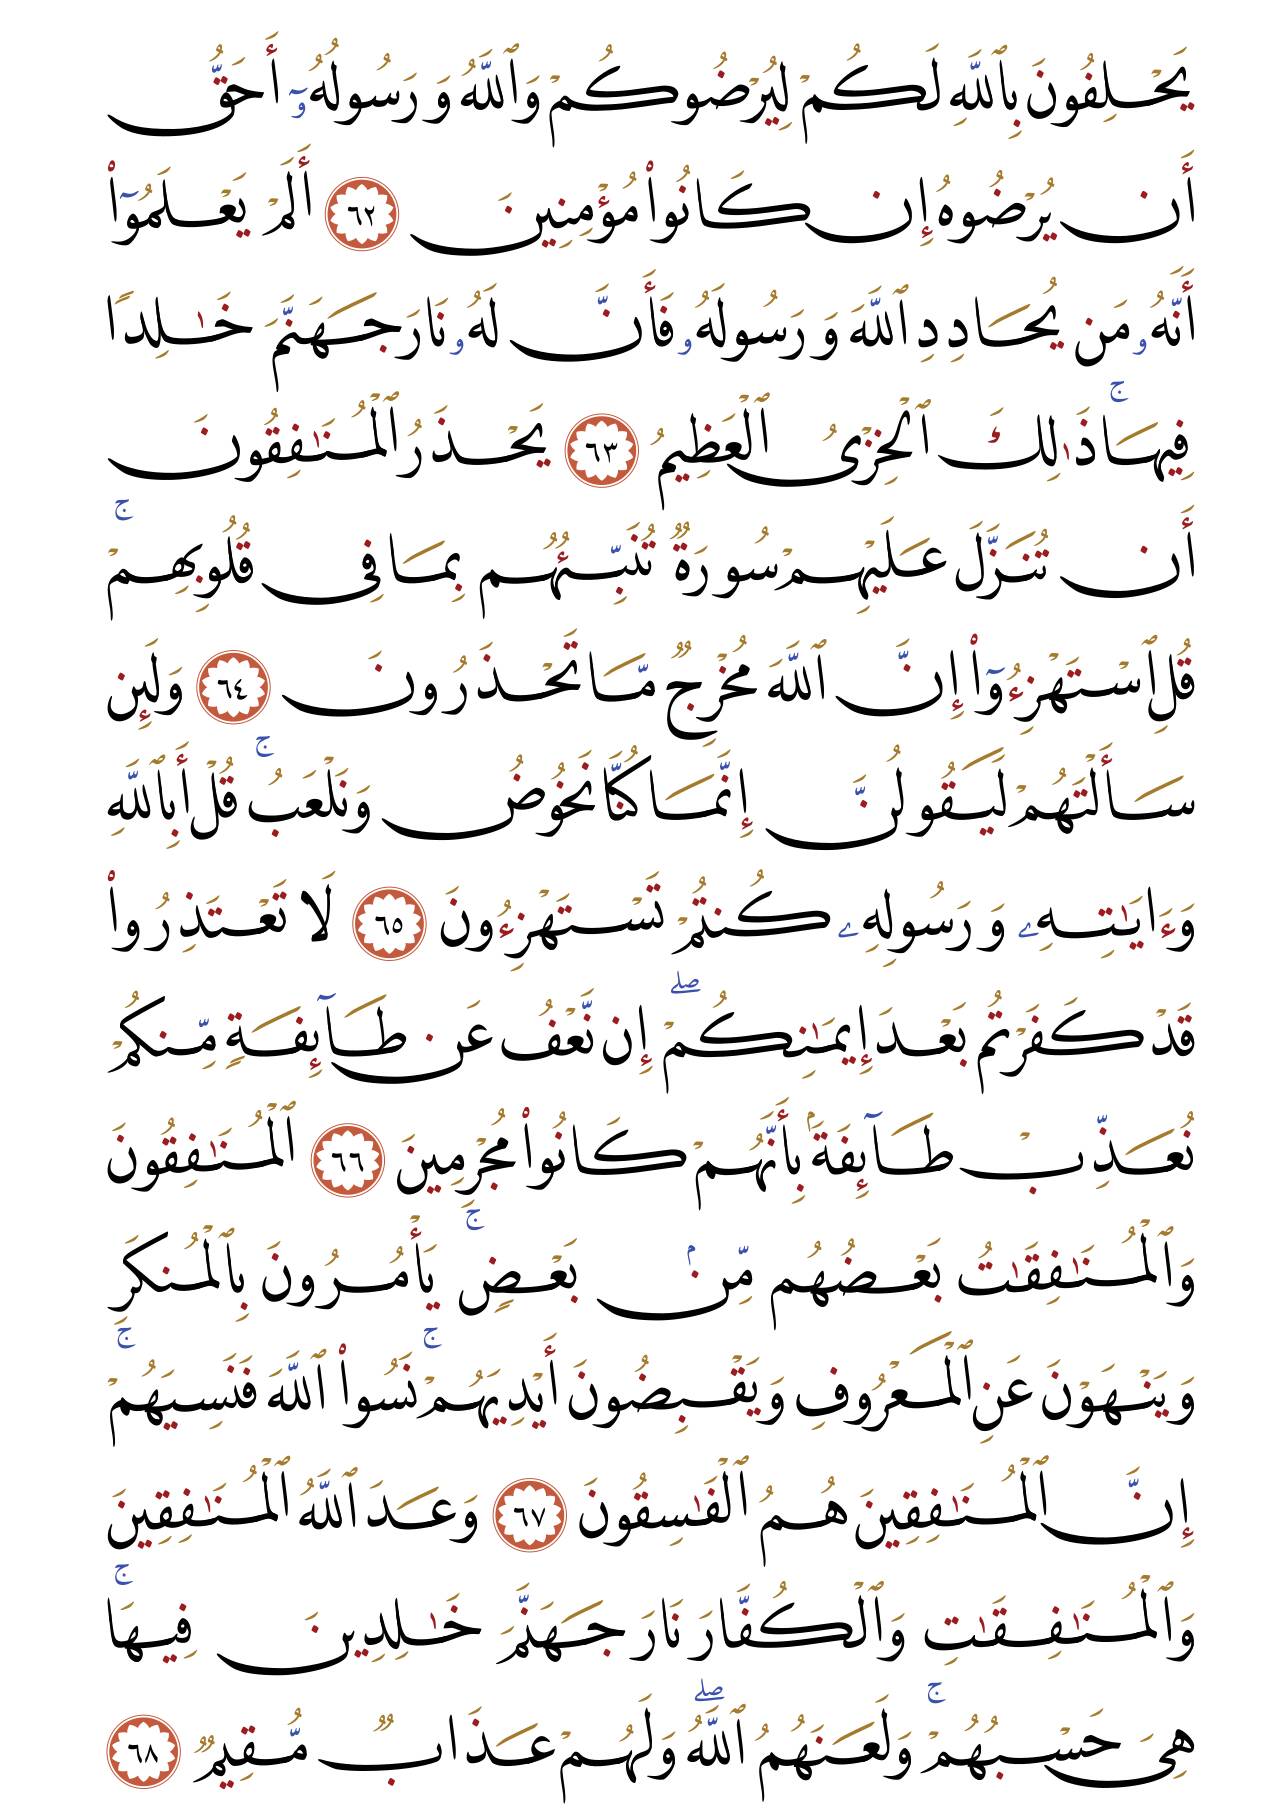 يَحْلِفُونَ بِٱللَّهِ لَكُمْ لِيُرْضُوكُمْ وَٱللَّهُ وَرَسُولُهُۥٓ أَحَقُّ
أَن يُرْضُوهُ إِن كَانُوا۟ مُؤْمِنِينَ ٦٢ أَلَمْ يَعْلَمُوٓا۟
أَنَّهُۥ مَن يُحَادِدِ ٱللَّهَ وَرَسُولَهُۥ فَأَنَّ لَهُۥ نَارَ جَهَنَّمَ خَـٰلِدًا
فِيهَا ۚ ذَٰلِكَ ٱلْخِزْىُ ٱلْعَظِيمُ ٦٣ يَحْذَرُ ٱلْمُنَـٰفِقُونَ
أَن تُنَزَّلَ عَلَيْهِمْ سُورَةٌ تُنَبِّئُهُم بِمَا فِى قُلُوبِهِمْ ۚ
قُلِ ٱسْتَهْزِءُوٓا۟ إِنَّ ٱللَّهَ مُخْرِجٌ مَّا تَحْذَرُونَ ٦٤ وَلَئِن
سَأَلْتَهُمْ لَيَقُولُنَّ إِنَّمَا كُنَّا نَخُوضُ وَنَلْعَبُ ۚ قُلْ أَبِٱللَّهِ
وَءَايَـٰتِهِۦ وَرَسُولِهِۦ كُنتُمْ تَسْتَهْزِءُونَ ٦٥ لَا تَعْتَذِرُوا۟
قَدْ كَفَرْتُم بَعْدَ إِيمَـٰنِكُمْ ۖ إِن نَّعْفُ عَن طَآئِفَةٍ مِّنكُمْ
نُعَذِّبْ طَآئِفَةًۢ بِأَنَّهُمْ كَانُوا۟ مُجْرِمِينَ ٦٦ ٱلْمُنَـٰفِقُونَ
وَٱلْمُنَـٰفِقَـٰتُ بَعْضُهُم مِّنۢ بَعْضٍ ۚ يَأْمُرُونَ بِٱلْمُنكَرِ
وَيَنْهَوْنَ عَنِ ٱلْمَعْرُوفِ وَيَقْبِضُونَ أَيْدِيَهُمْ ۚ نَسُوا۟ ٱللَّهَ فَنَسِيَهُمْ ۚ
إِنَّ ٱلْمُنَـٰفِقِينَ هُمُ ٱلْفَـٰسِقُونَ ٦٧ وَعَدَ ٱللَّهُ ٱلْمُنَـٰفِقِينَ
وَٱلْمُنَـٰفِقَـٰتِ وَٱلْكُفَّارَ نَارَ جَهَنَّمَ خَـٰلِدِينَ فِيهَا ۚ
هِىَ حَسْبُهُمْ ۚ وَلَعَنَهُمُ ٱللَّهُ ۖ وَلَهُمْ عَذَابٌ مُّقِيمٌ ٦٨